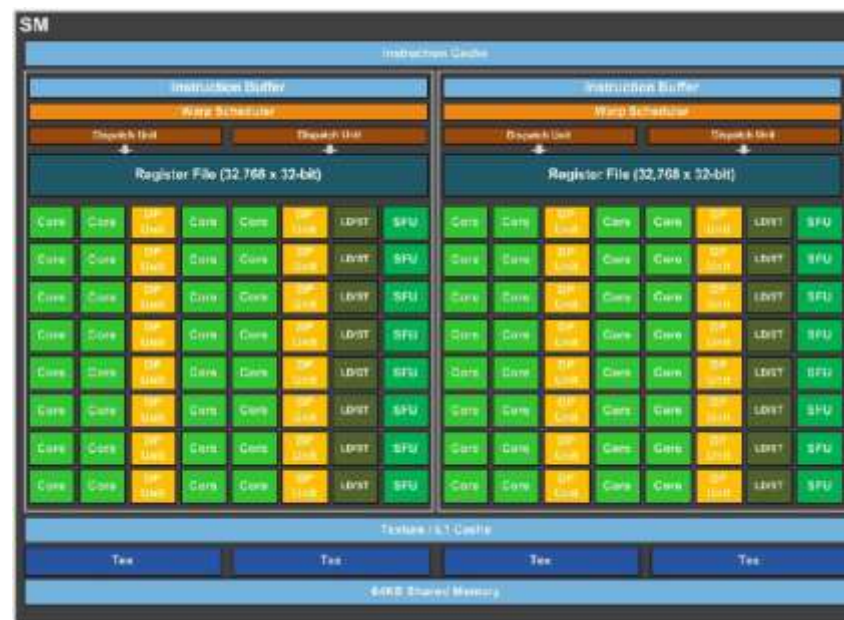 SM
Instruction Cache
Instruction Buffer Instruction Buffer
Warp Scheduler Warp Scheduler
Dispatch Unit Dispatch Unit Dispatch Unit Dispatch Unit
Register File (32,768 x 32-bit) Register File (32,768 x 32-bit)
Core Core DP Unit Core Core DP Unit LD/ST SFU Core Core DP Unit Core Core DP Unit LD/ST SFU
Core Core DP Unit Core Core DP Unit LD/ST SFU Core Core DP Unit Core Core DP Unit LD/ST SFU
Core Core DP Unit Core Core DP Unit LD/ST SFU Core Core DP Unit Core Core DP Unit LD/ST SFU
Core Core DP Unit Core Core DP Unit LD/ST SFU Core Core DP Unit Core Core DP Unit LD/ST SFU
Core Core DP Unit Core Core DP Unit LD/ST SFU Core Core DP Unit Core Core DP Unit LD/ST SFU
Core Core DP Unit Core Core DP Unit LD/ST SFU Core Core DP Unit Core Core DP Unit LD/ST SFU
Core Core DP Unit Core Core DP Unit LD/ST SFU Core Core DP Unit Core Core DP Unit LD/ST SFU
Core Core DP Unit Core Core DP Unit LD/ST SFU Core Core DP Unit Core Core DP Unit LD/ST SFU
Texture / L1 Cache
Tex Tex Tex Tex
64KB Shared Memory